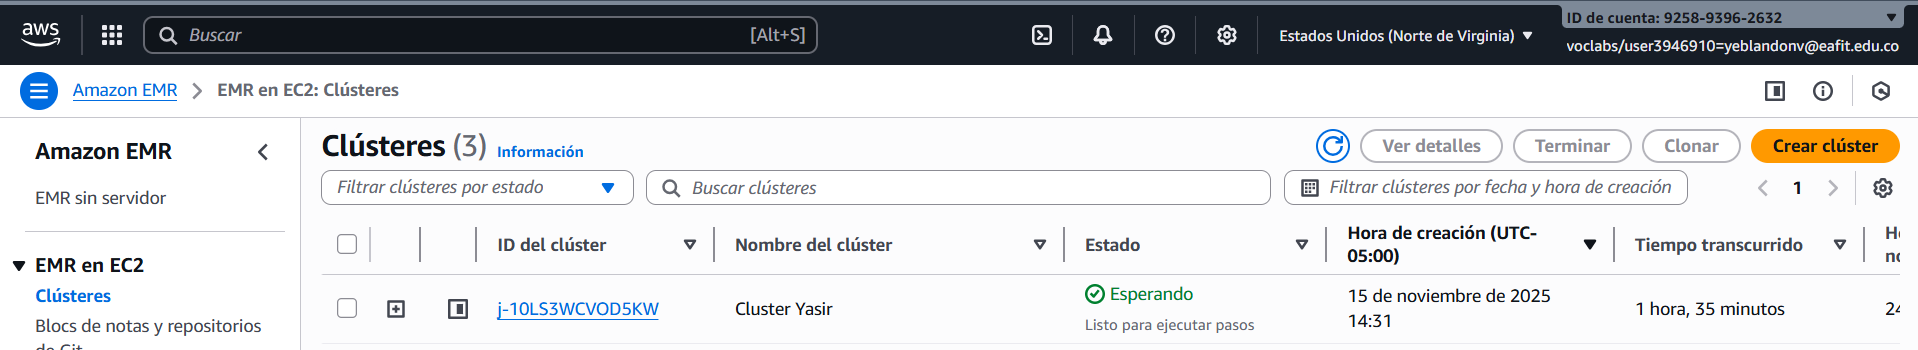 aws
Buscar
[Alt+S]
Estados Unidos (Norte de Virginia)
ID de cuenta: 9258-9396-2632
voclabs/user3946910=yeblandonv@eafit.edu.co
Amazon EMR
EMR en EC2: Clústeres
Amazon EMR
EMR sin servidor
EMR en EC2
Clústeres
Blocs de notas y repositorios
de Git
Clústeres (3)
Información
Ver detalles
Terminar
Clonar
Crear clúster
Filtrar clústeres por estado
Buscar clústeres
Filtrar clústeres por fecha y hora de creación
1
ID del clúster
Nombre del clúster
Estado
Hora de creación (UTC-
05:00)
Tiempo transcurrido
j-10LS3WCVOD5KW
Cluster Yasir
Esperando
Listo para ejecutar pasos
15 de noviembre de 2025
14:31
1 hora, 35 minutos
24